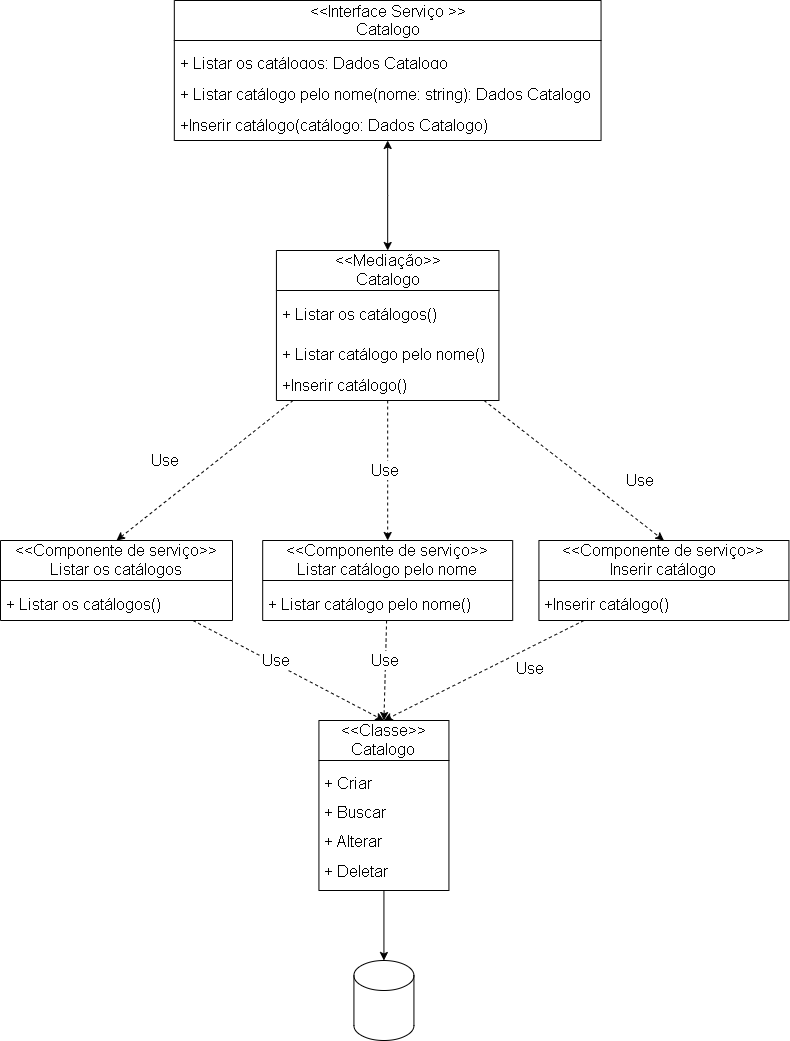 <<Interface Serviço >>
Catalogo
+ Listar os catálogos: Dados Catalogo
+ Listar catálogo pelo nome(nome: string): Dados Catalogo
+Inserir catálogo(catálogo: Dados Catalogo)
<<Mediação>>
Catalogo
+ Listar os catálogos()
+ Listar catálogo pelo nome()
+Inserir catálogo()
Use
Use
Use
<<Componente de serviço>>
Listar os catálogos
+ Listar os catálogos()
<<Componente de serviço>>
Listar catálogo pelo nome
+ Listar catálogo pelo nome()
<<Componente de serviço>>
Inserir catálogo
+Inserir catálogo()
Use
Use
Use
<<Classe>>
Catalogo
+ Criar
+ Buscar
+ Alterar
+ Deletar